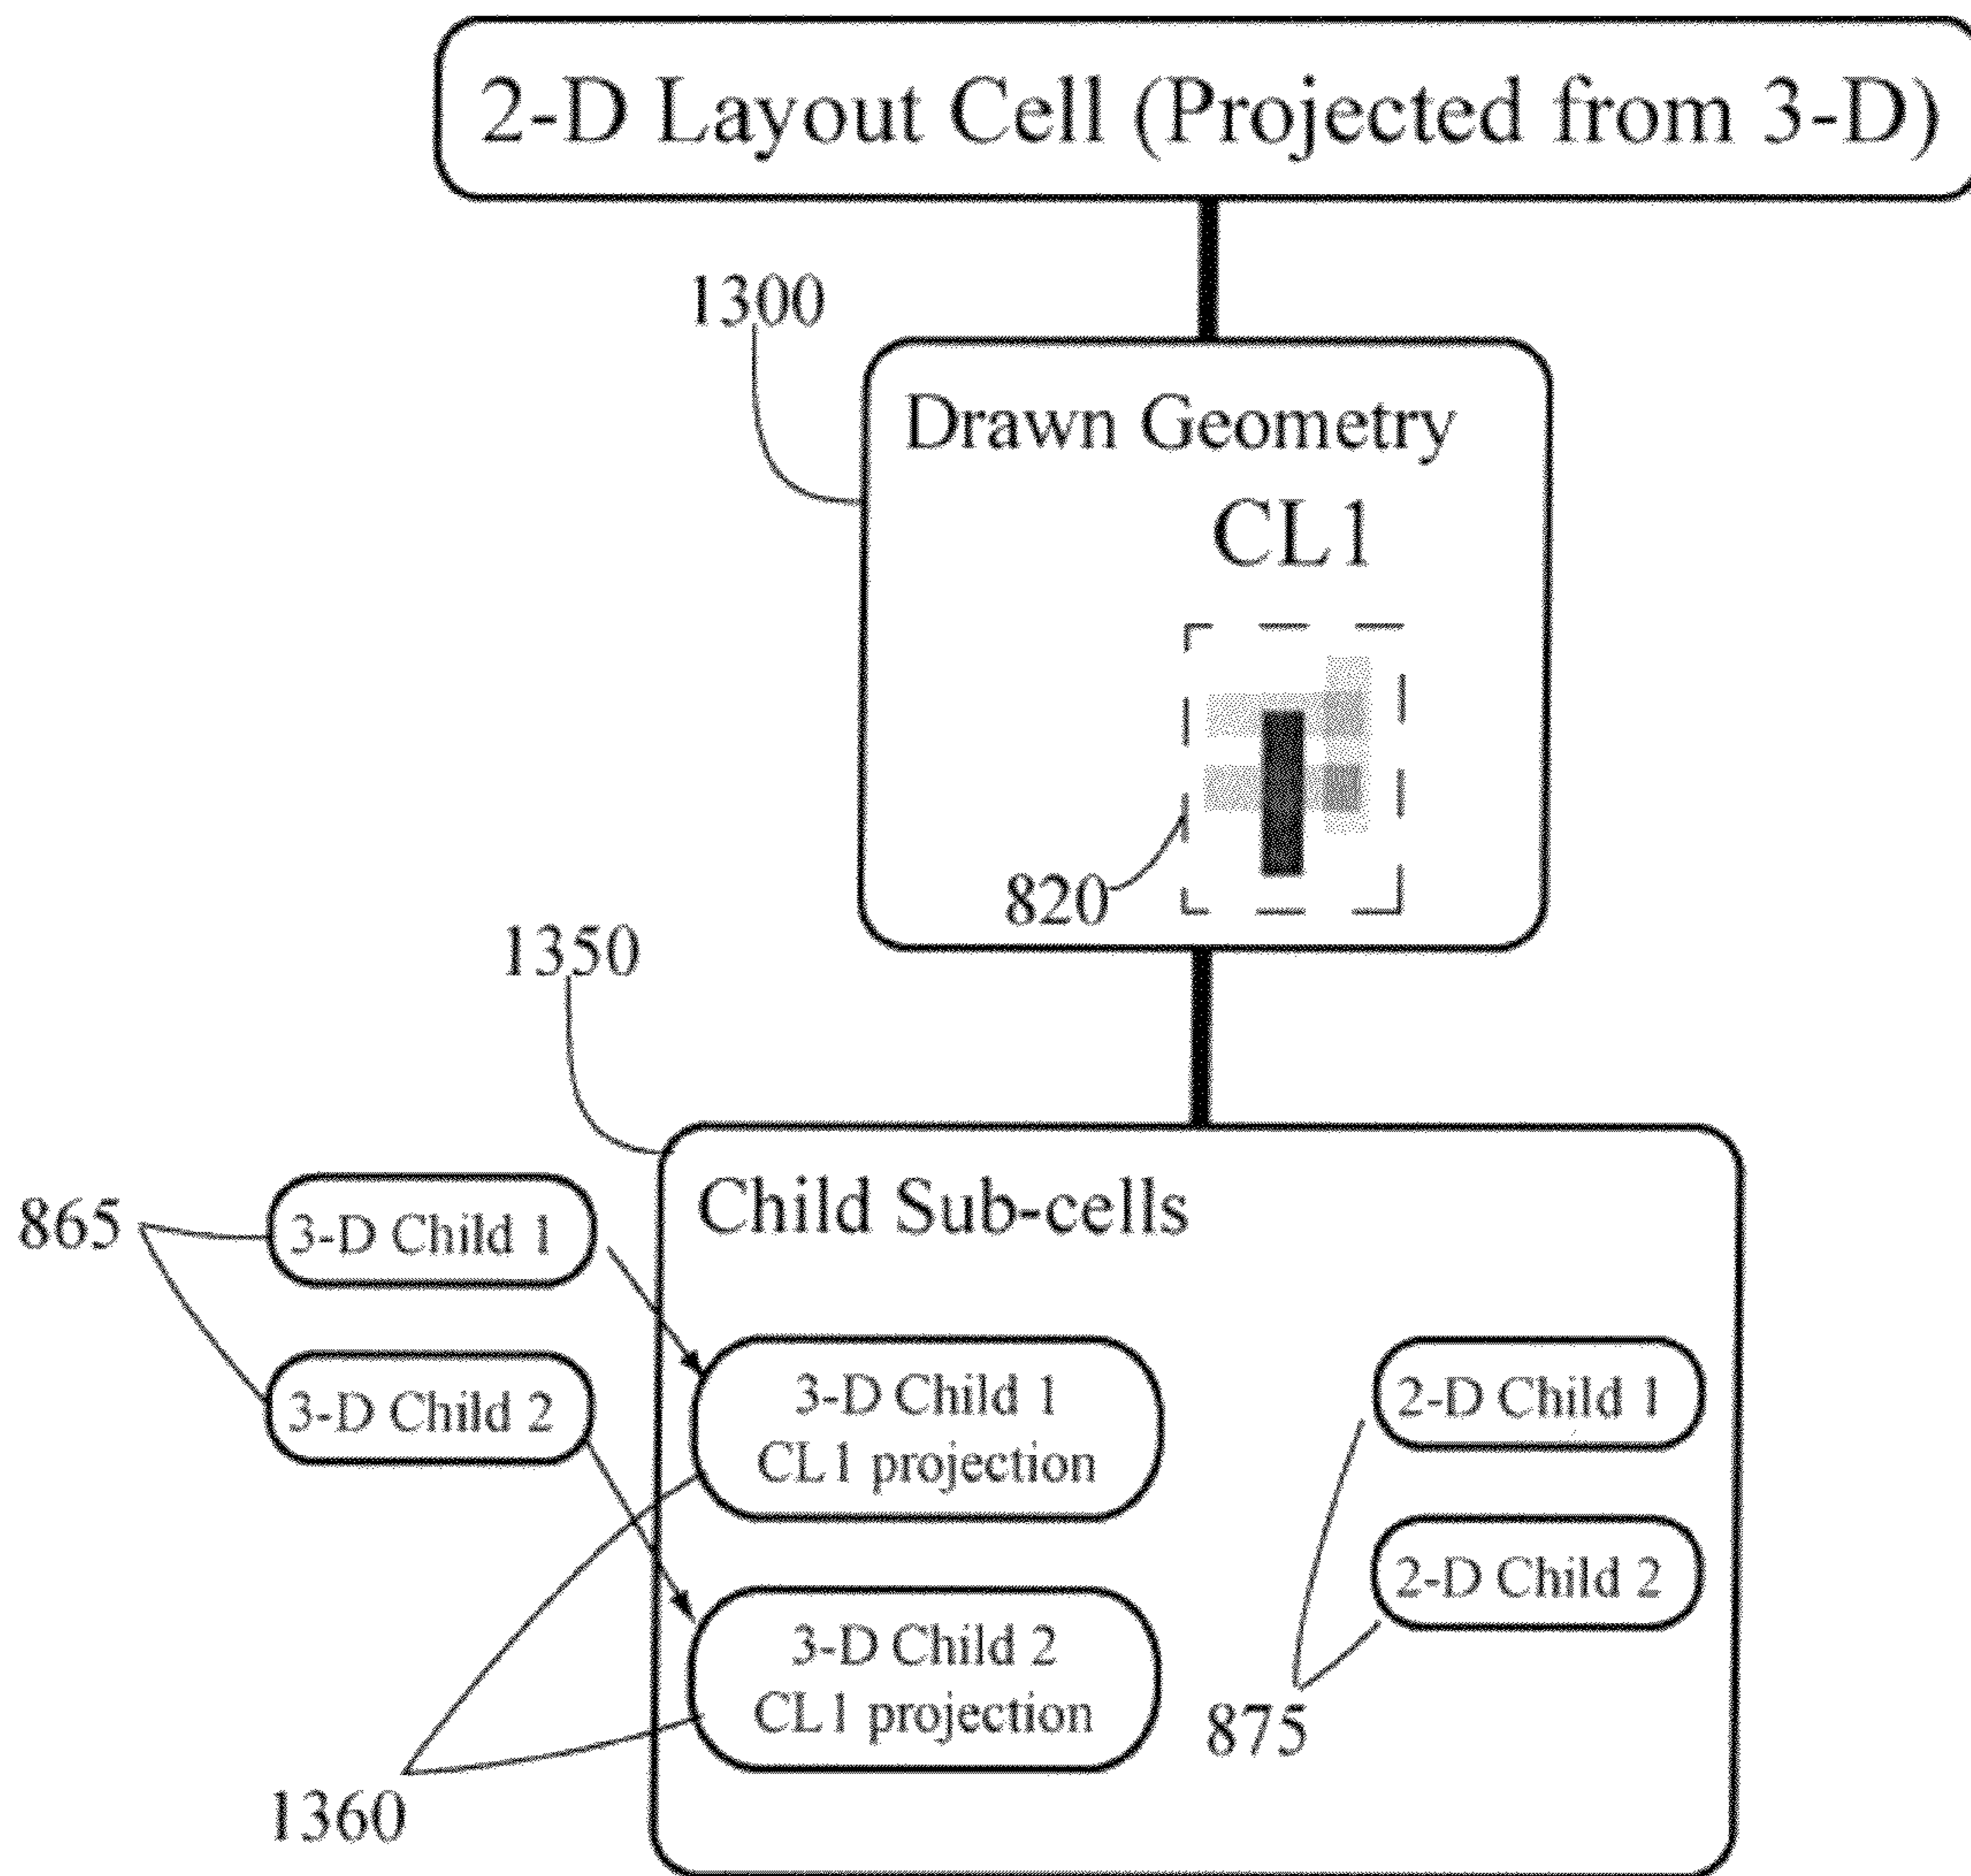 2-D Layout Cell (Projected from 3-D)
1300
Drawn Geometry
CL1
820
1350
Child Sub-cells
865
3-D Child 1
3-D Child 2
3-D Child 1
CL1 projection
2-D Child 1
2-D Child 2
3-D Child 2
CL1 projection
875
1360